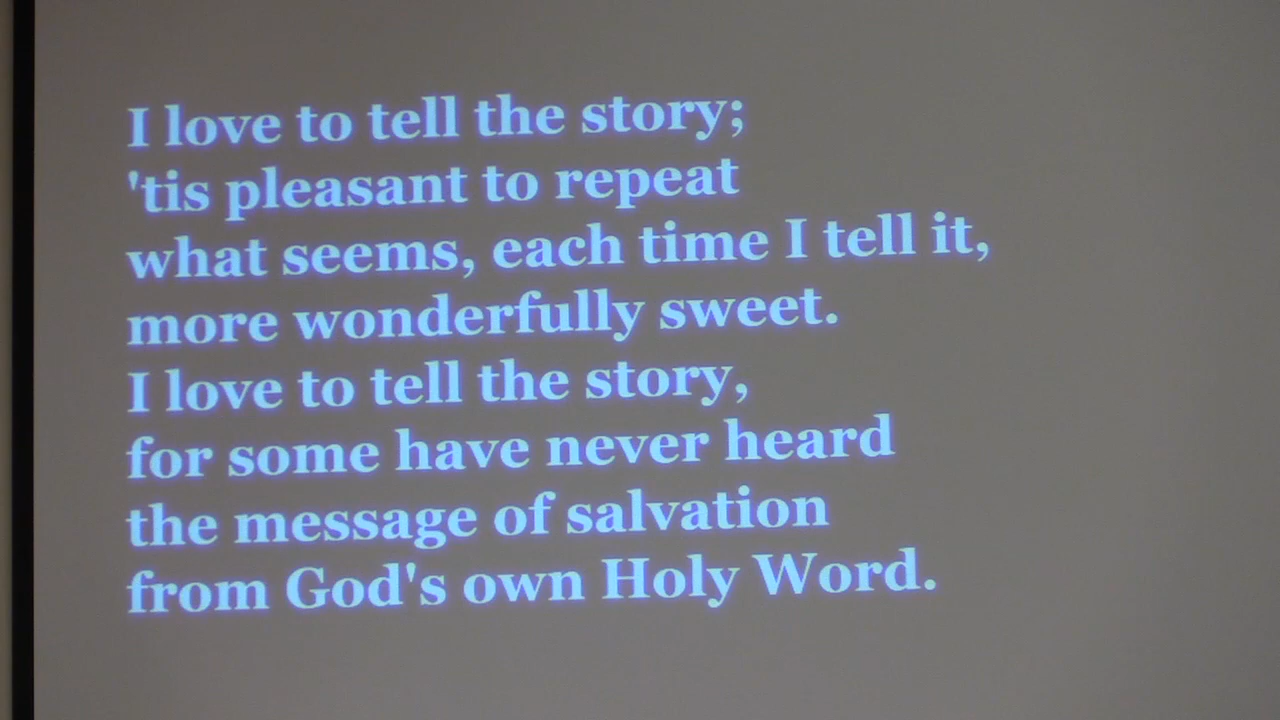 I love to tell the story;
'tis pleasant to repeat
what seems, each time I tell it,
more wonderfully sweet.
I love to tell the story,
for some have never heard
the message of salvation
from God's own Holy Word.